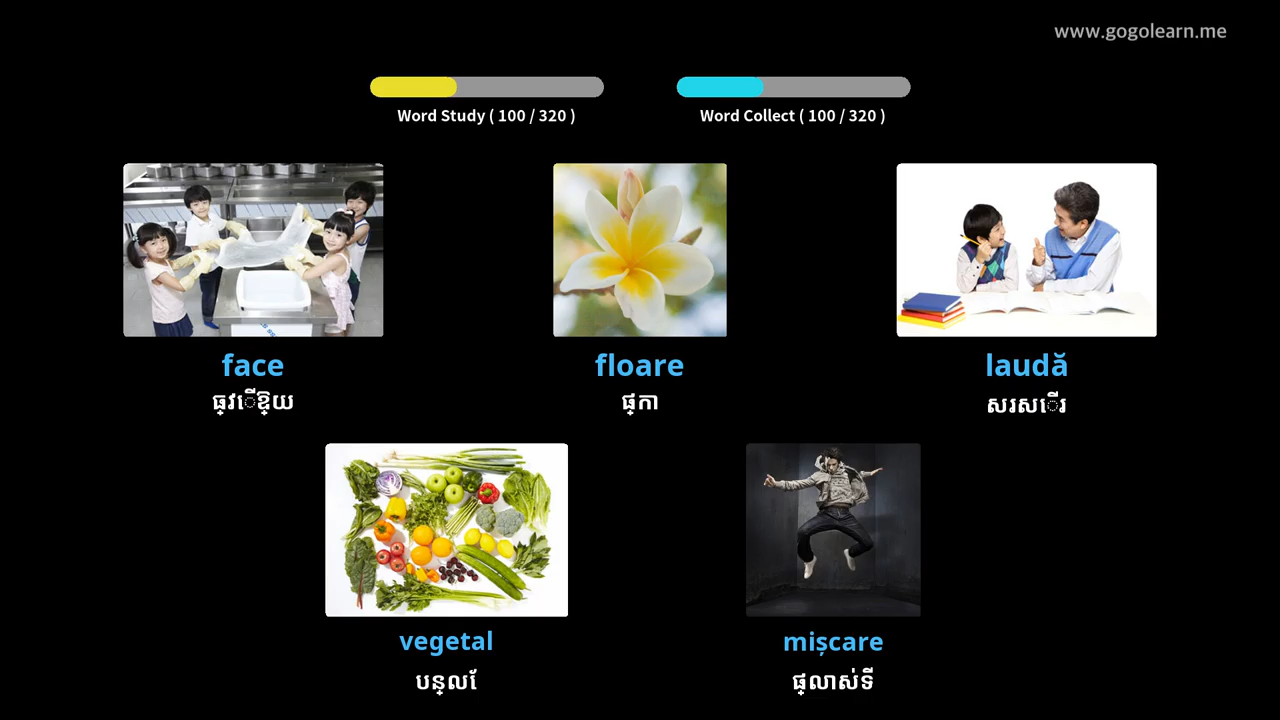 www.gogolearn.me
Word Study ( 100 / 320 )
Word Collect ( 100 / 320 )
face
ធ្វើឱ្យ
floare
ផ្កា
laudă
សរសើរ
vegetal
បន្លែ
mișcare
ផ្លាស់ទី